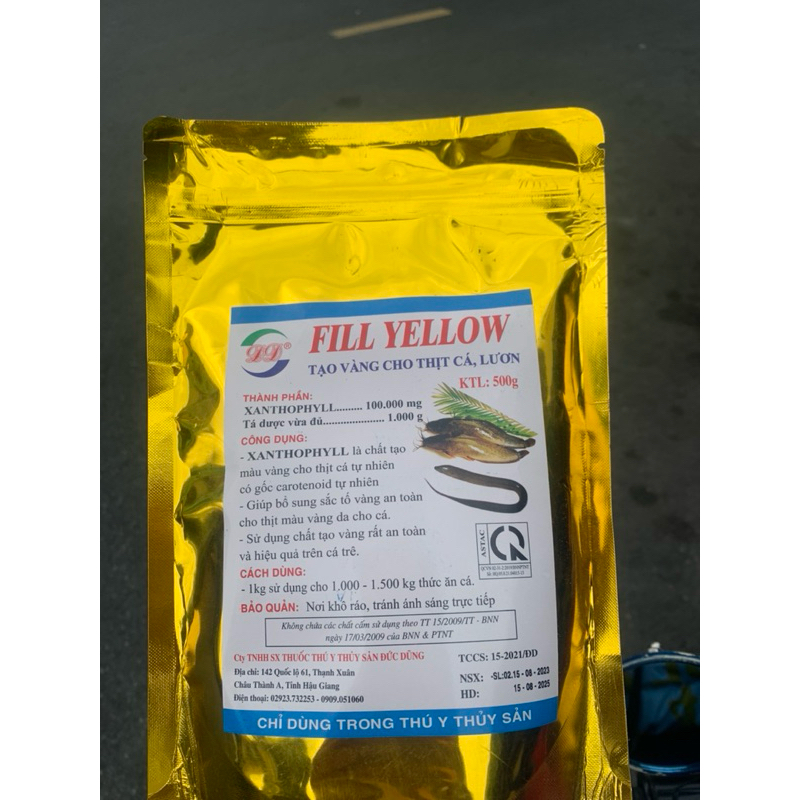 DD®
FILL YELLOW
TẠO VÀNG CHO THỊT CÁ, LƯƠN
KTL: 500g
THÀNH PHẦN:
XANTHOPHYLL.......... 100.000 mg
Tá dược vừa đủ...................... 1.000 g
CÔNG DỤNG:
- XANTHOPHYLL là chất tạo
màu vàng cho thịt cá tự nhiên
có gốc carotenoid tự nhiên
- Giúp bổ sung sắc tố vàng an toàn
cho thịt màu vàng da cho cá.
- Sử dụng chất tạo vàng rất an toàn
và hiệu quả trên cá trê.
ASTAC
CÁCH DÙNG:
- 1kg sử dụng cho 1.000 - 1.500 kg thức ăn cá.
BẢO QUẢN: Nơi khô ráo, tránh ánh sáng trực tiếp
Không chứa các chất cấm sử dụng theo TT 15/2009/TT - BNN
ngày 17/03/2009 của BNN & PTNT
Cty TNHH SX THUỐC THÚ Y THỦY SẢN ĐỨC DŨNG
Địa chỉ: 142 Quốc lộ 61, Thạnh Xuân
Châu Thành A, Tỉnh Hậu Giang
Điện thoại: 02923.732253 - 0909.051060
TCCS: 15-2021/ĐD
NSX: -SL:02.15 - 08 - 2023
HD: 15 - 08 - 2025
CHỈ DÙNG TRONG THÚ Y THỦY SẢN